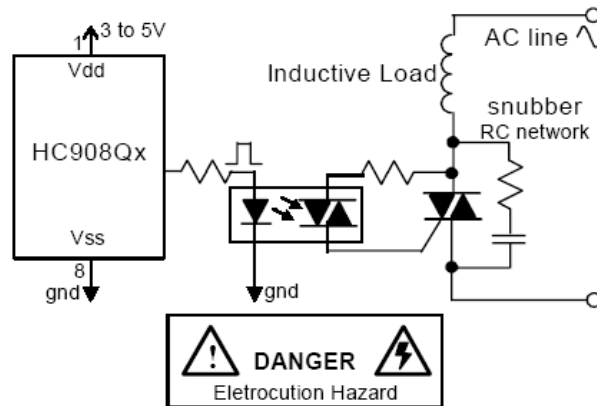 3 to 5V
1
Vdd
HC908Qx
Vss
8
gnd
gnd
Inductive Load
AC line
snubber
RC network
DANGER
Eletrocution Hazard